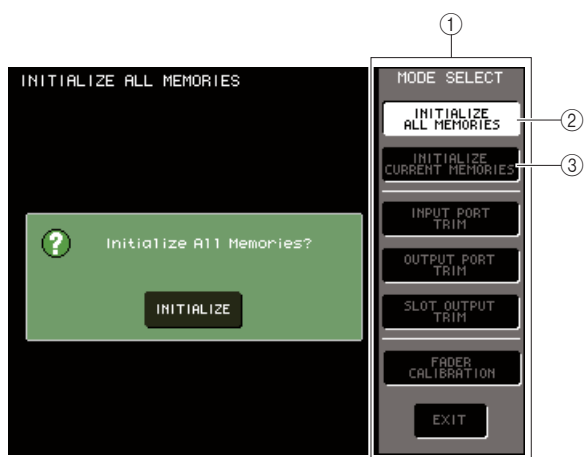 ①
INITIALIZE ALL MEMORIES
MODE SELECT
INITIALIZE
ALL MEMORIES
②
INITIALIZE
CURRENT MEMORIES
③
INPUT PORT
TRIM
?
Initialize All Memories?
OUTPUT PORT
TRIM
INITIALIZE
SLOT OUTPUT
TRIM
FADER
CALIBRATION
EXIT